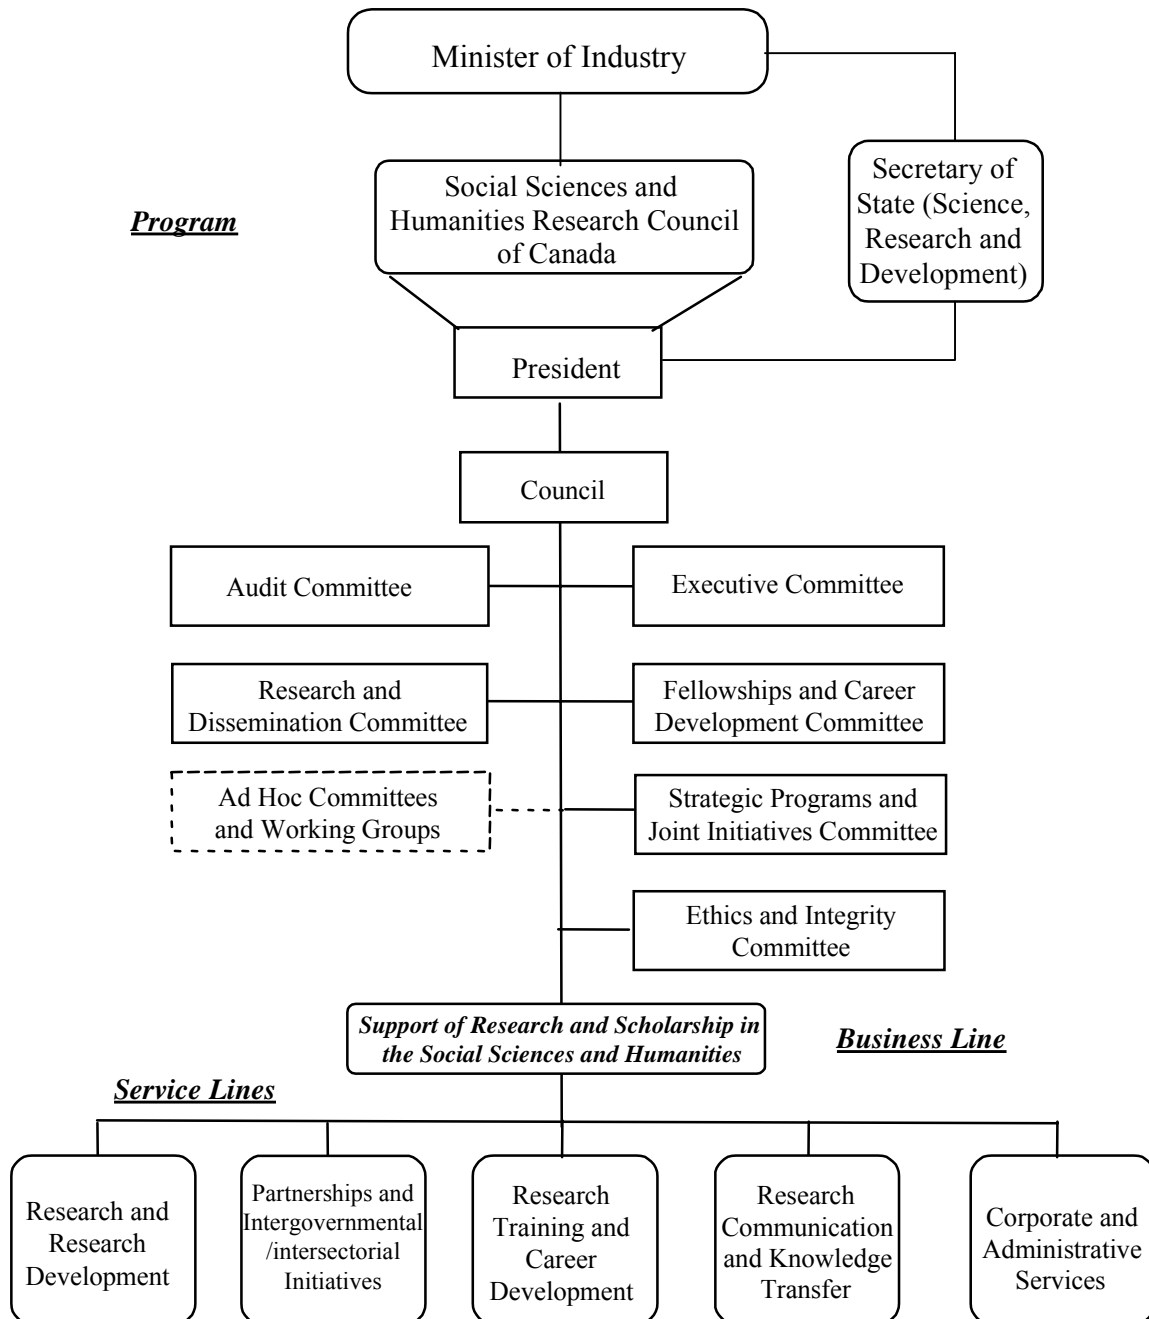 Minister of Industry
Secretary of
State (Science,
Research and
Development)
Social Sciences and
Humanities Research Council
of Canada
Program
President
Council
Audit Committee
Executive Committee
Research and
Dissemination Committee
Fellowships and Career
Development Committee
Ad Hoc Committees
and Working Groups
Strategic Programs and
Joint Initiatives Committee
Ethics and Integrity
Committee
Support of Research and Scholarship in
the Social Sciences and Humanities
Business Line
Service Lines
Research and
Research
Development
Partnerships and
Intergovernmental
/intersectorial
Initiatives
Research
Training and
Career
Development
Research
Communication
and Knowledge
Transfer
Corporate and
Administrative
Services